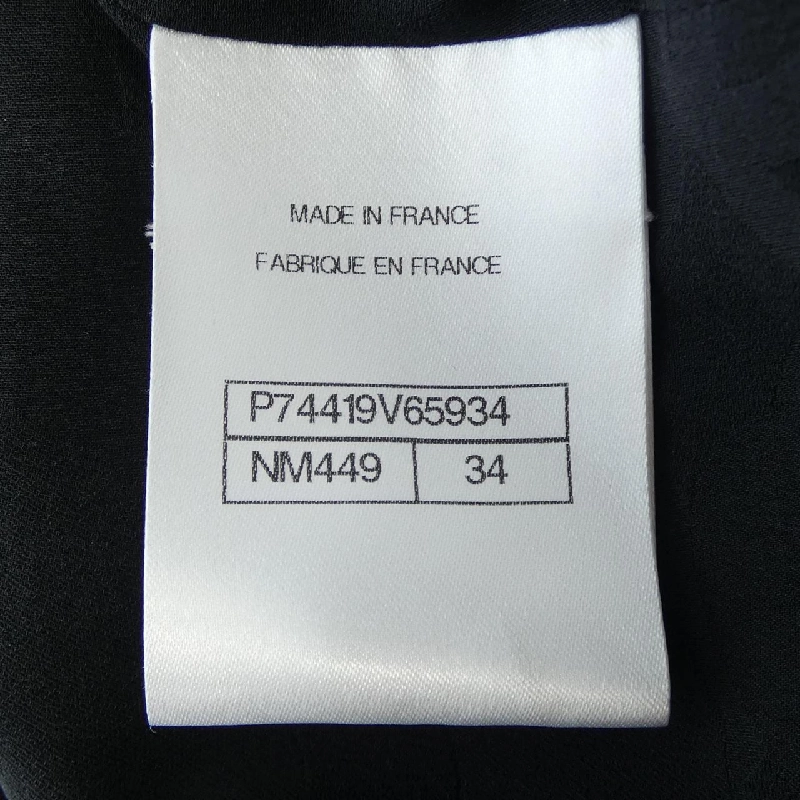 MADE IN FRANCE
FABRIQUE EN FRANCE
P74419V65934
NM449 34